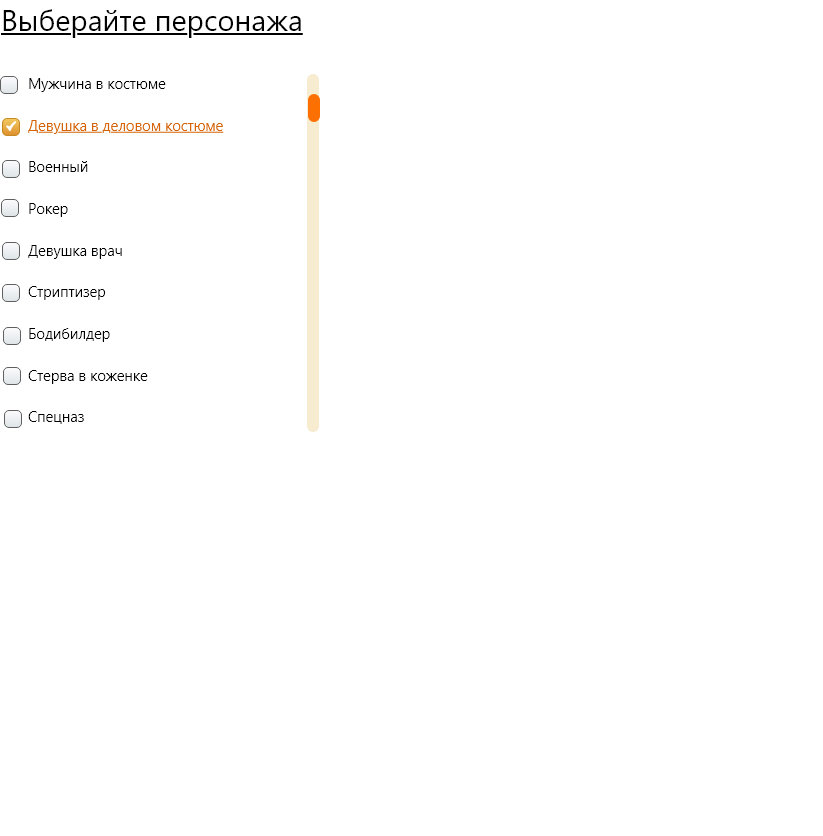 Выберайте персонажа
Мужчина в костюме
Девушка в деловом костюме
Военный
Рокер
Девушка врач
Стриптизер
Бодибилдер
Стерва в коженке
Спецназ